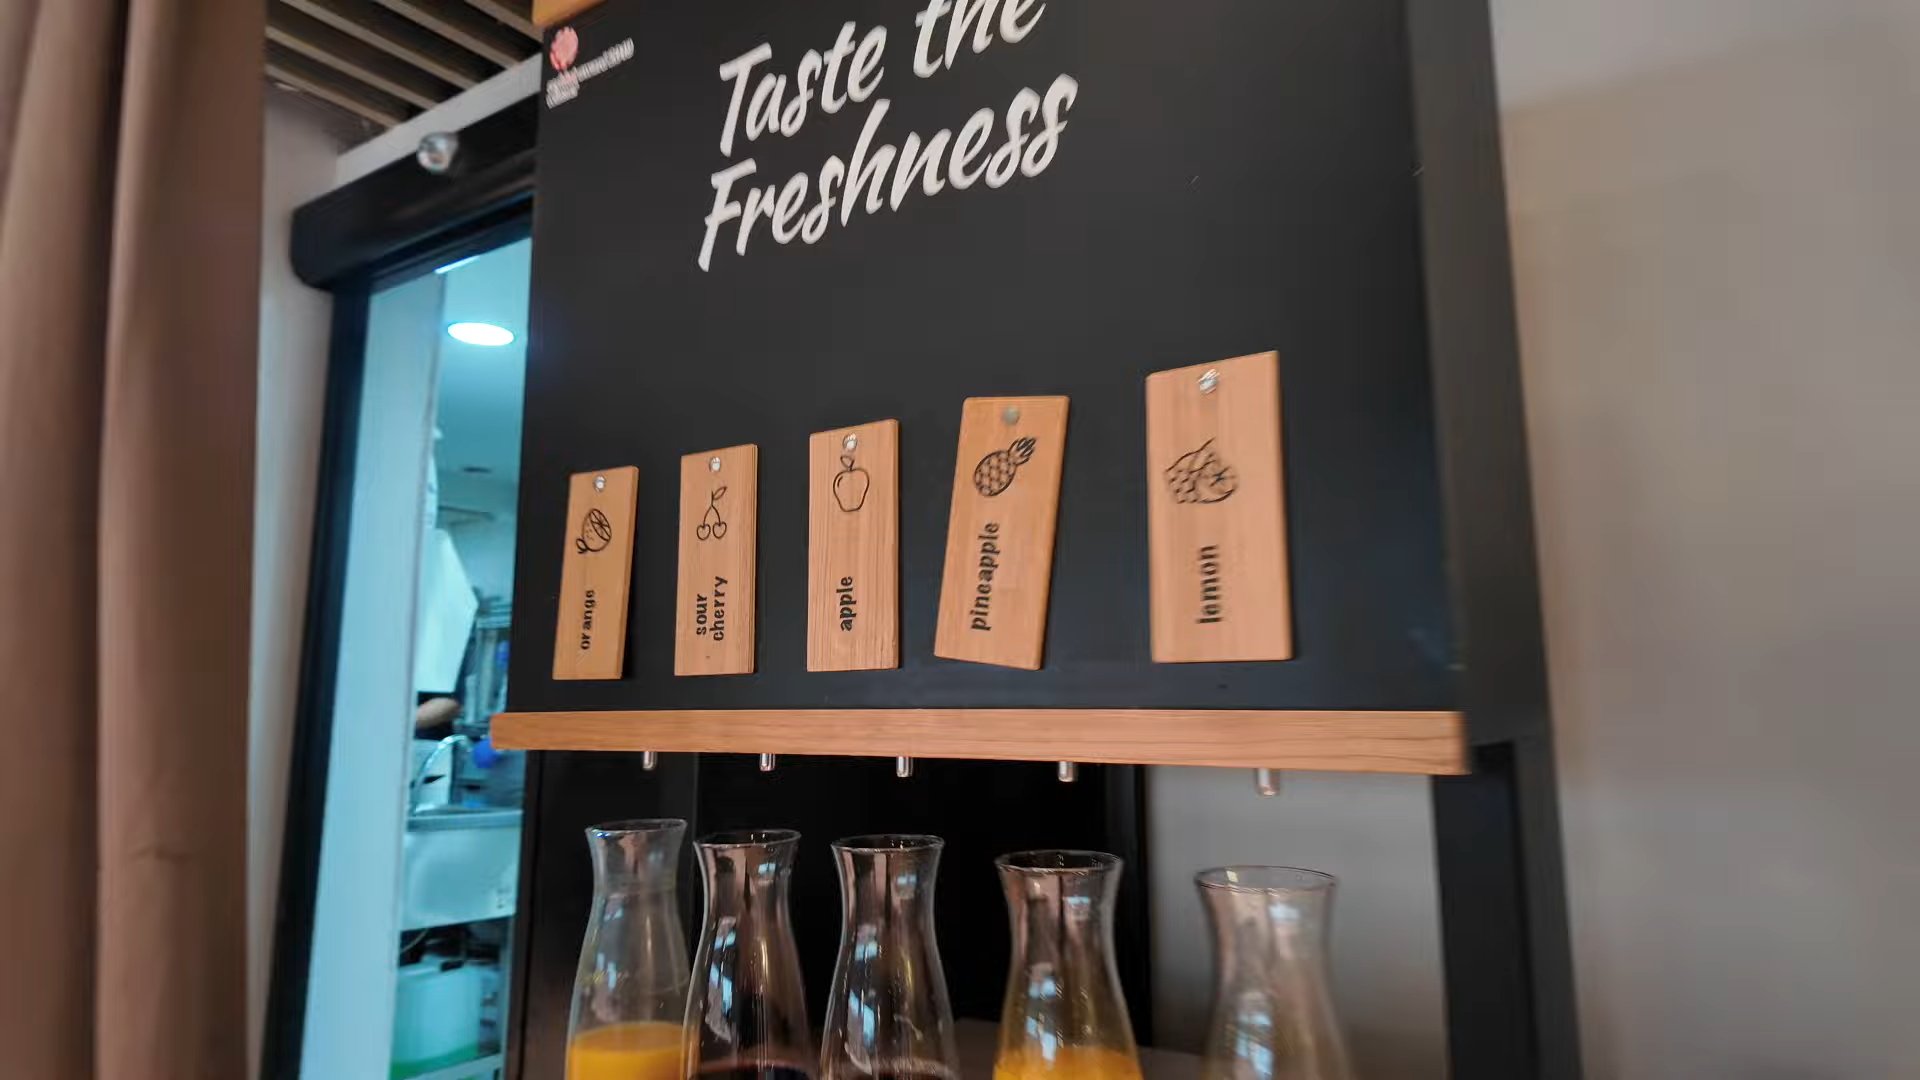 Taste the
Freshness
orange
sour
cherry
apple
pineapple
lemon